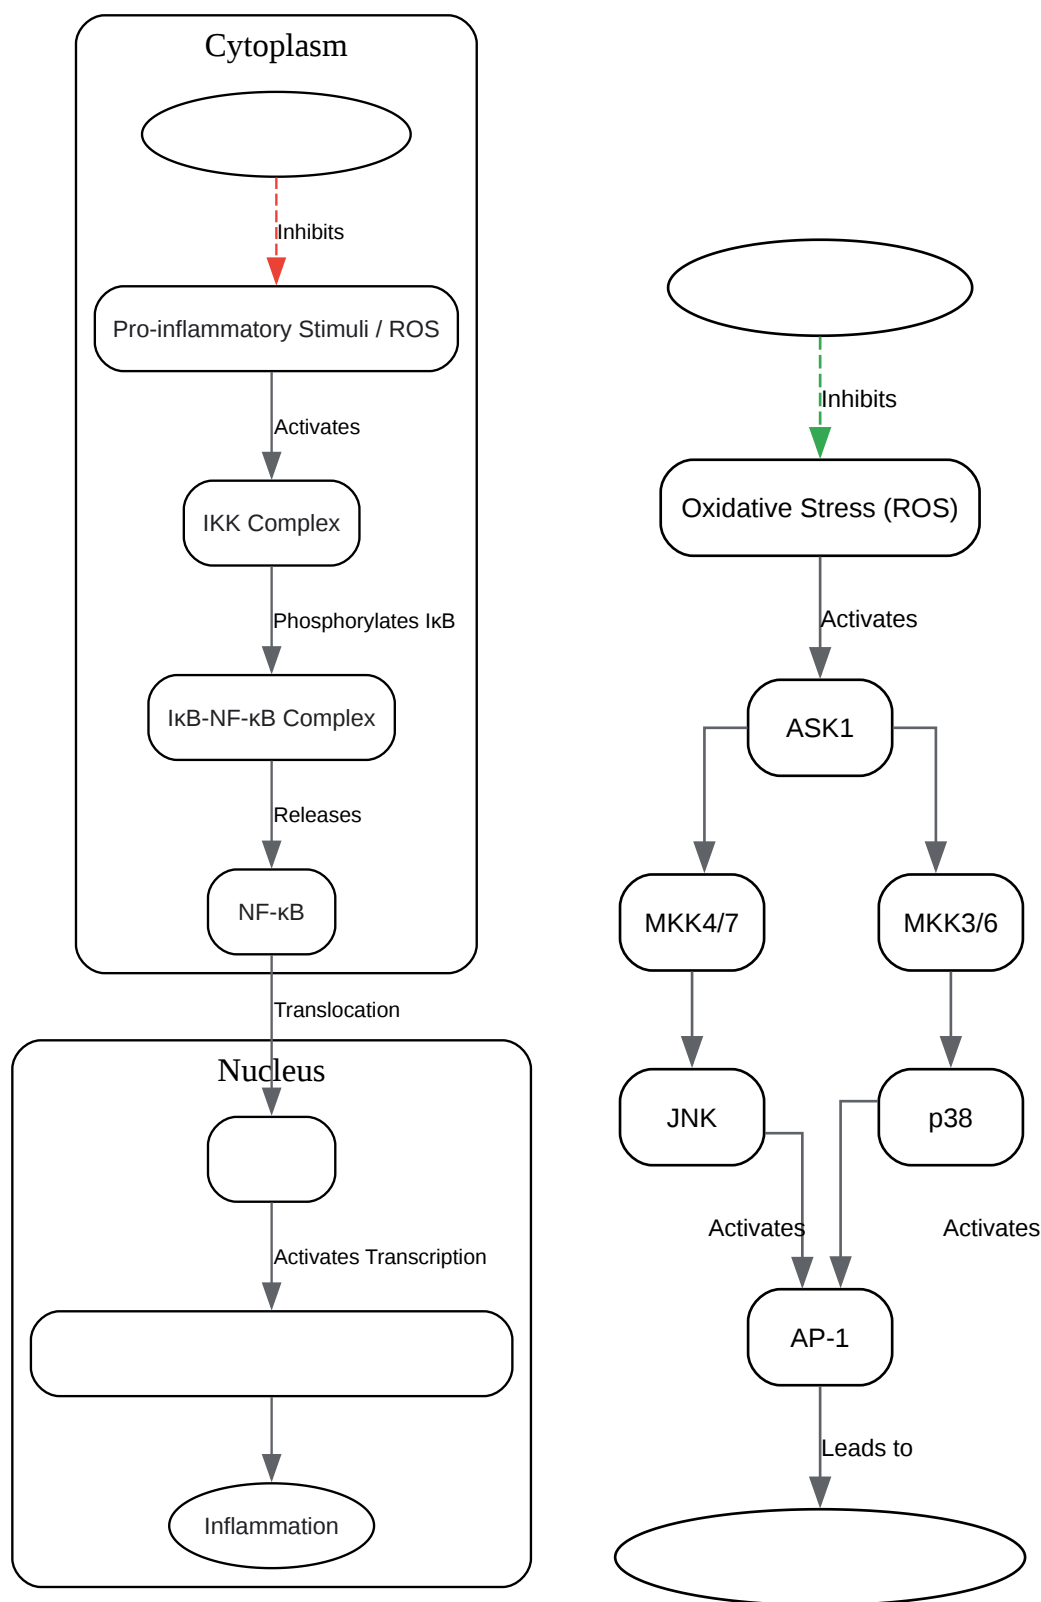 Cytoplasm
Inhibits
Pro-inflammatory Stimuli / ROS
Activates
IKK Complex
Phosphorylates IκB
IκB-NF-κB Complex
Releases
NF-κB
Translocation
Nucleus
Activates Transcription
Inflammation
Inhibits
Oxidative Stress (ROS)
Activates
ASK1
MKK4/7
MKK3/6
JNK
p38
Activates
Activates
AP-1
Leads to